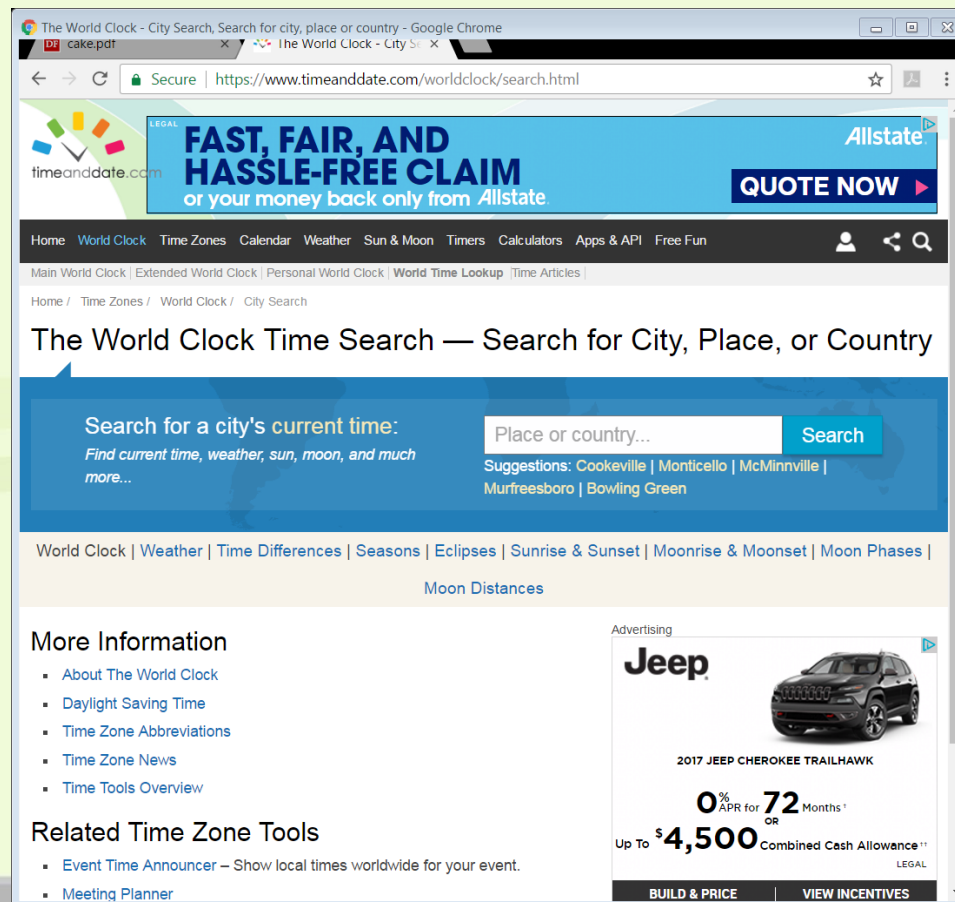 The World Clock - City Search, Search for city, place or country - Google Chrome
DF cake.pdf × The World Clock - City Se ×
Secure | https://www.timeanddate.com/worldclock/search.html
timeanddate.com
LEGAL
FAST, FAIR, AND
HASSLE-FREE CLAIM
or your money back only from Allstate.
Allstate.
QUOTE NOW
Home World Clock Time Zones Calendar Weather Sun & Moon Timers Calculators Apps & API Free Fun
Main World Clock | Extended World Clock | Personal World Clock | World Time Lookup | Time Articles |
Home / Time Zones / World Clock / City Search
The World Clock Time Search — Search for City, Place, or Country
Search for a city's current time:
Find current time, weather, sun, moon, and much
more...
Place or country...
Search
Suggestions: Cookeville | Monticello | McMinnville |
Murfreesboro | Bowling Green
World Clock | Weather | Time Differences | Seasons | Eclipses | Sunrise & Sunset | Moonrise & Moonset | Moon Phases |
Moon Distances
More Information
About The World Clock
Daylight Saving Time
Time Zone Abbreviations
Time Zone News
Time Tools Overview
Related Time Zone Tools
Event Time Announcer – Show local times worldwide for your event.
Meeting Planner
Advertising
Jeep
2017 JEEP CHEROKEE TRAILHAWK
0% APR for 72 Months †
OR
Up To $4,500 Combined Cash Allowance ††
LEGAL
BUILD & PRICE | VIEW INCENTIVES